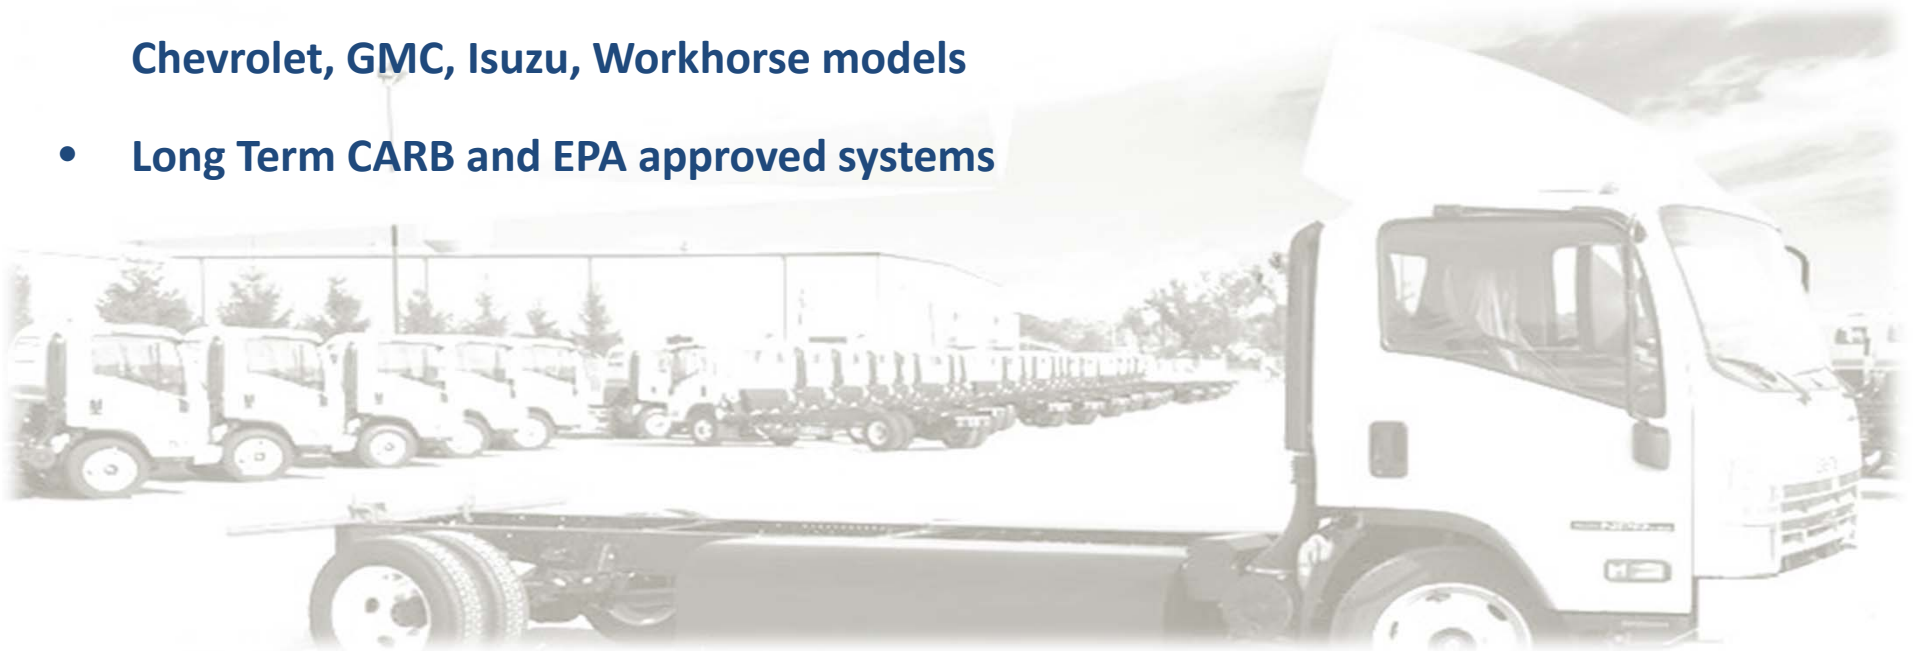 Chevrolet, GMC, Isuzu, Workhorse models
• Long Term CARB and EPA approved systems